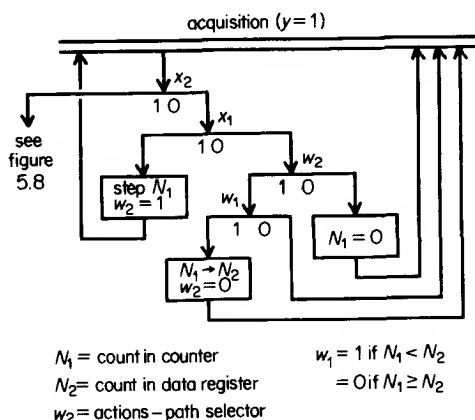 acquisition (y = 1)
x₂
1 0
see
figure
5.8
x₁
1 0
step N₁
w₂ = 1
w₂
1 0
w₁
1 0
N₁ = 0
N₁ → N₂
w₂ = 0
N₁ = count in counter
N₂ = count in data register
w₂ = actions – path selector
w₁ = 1 if N₁ < N₂
= 0 if N₁ ≥ N₂